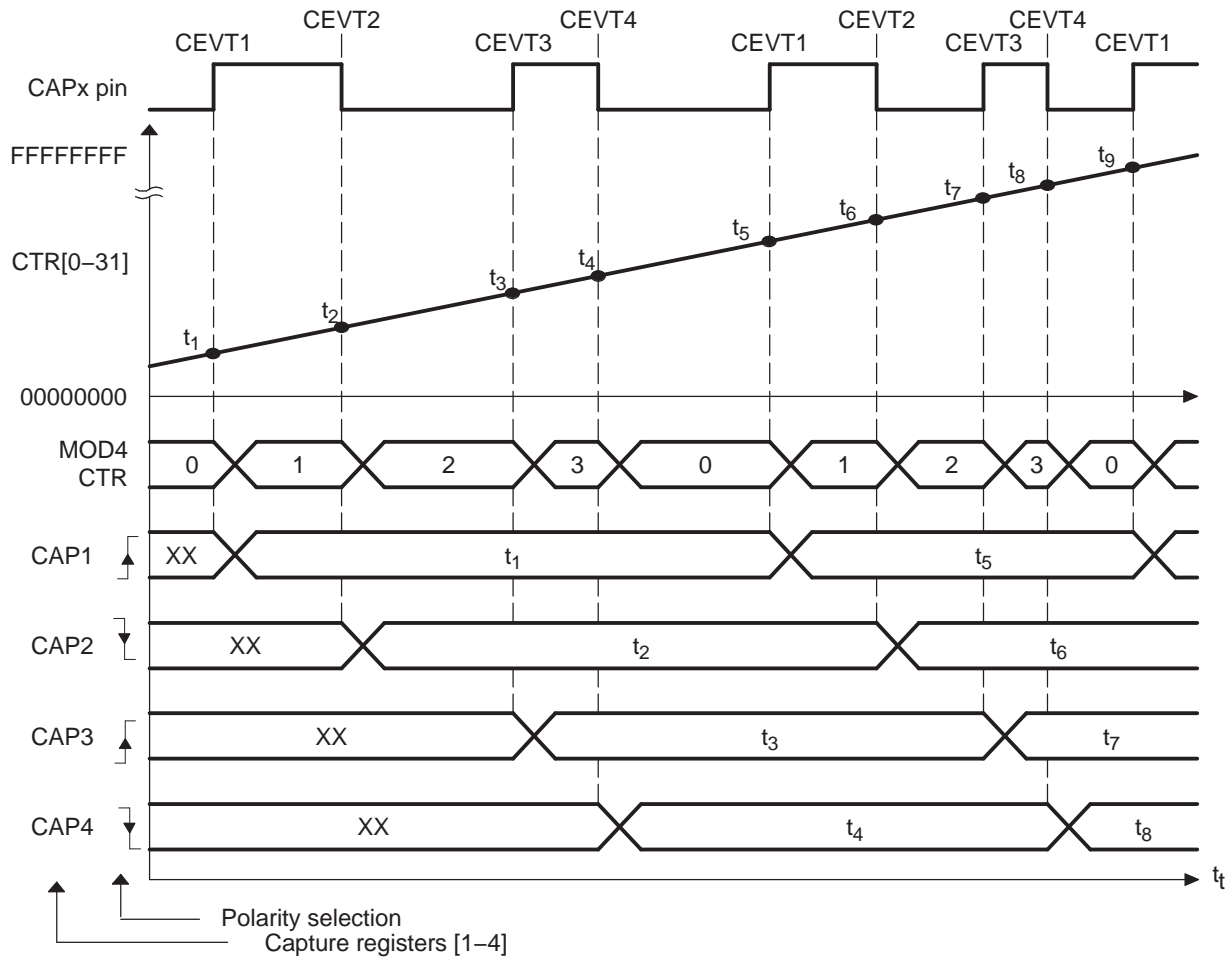 CEVT2 CEVT4 CEVT2 CEVT4
CEVT1 CEVT3 CEVT1 CEVT3 CEVT1
CAPx pin
FFFFFFFF
t9
t8
t7
t6
t5
CTR[0−31]
t4
t3
t2
t1
00000000
MOD4
CTR
0 1 2 3 0 1 2 3 0
CAP1 XX t1 t5
CAP2 XX t2 t6
CAP3 XX t3 t7
CAP4 XX t4 t8
tt
Polarity selection
Capture registers [1−4]